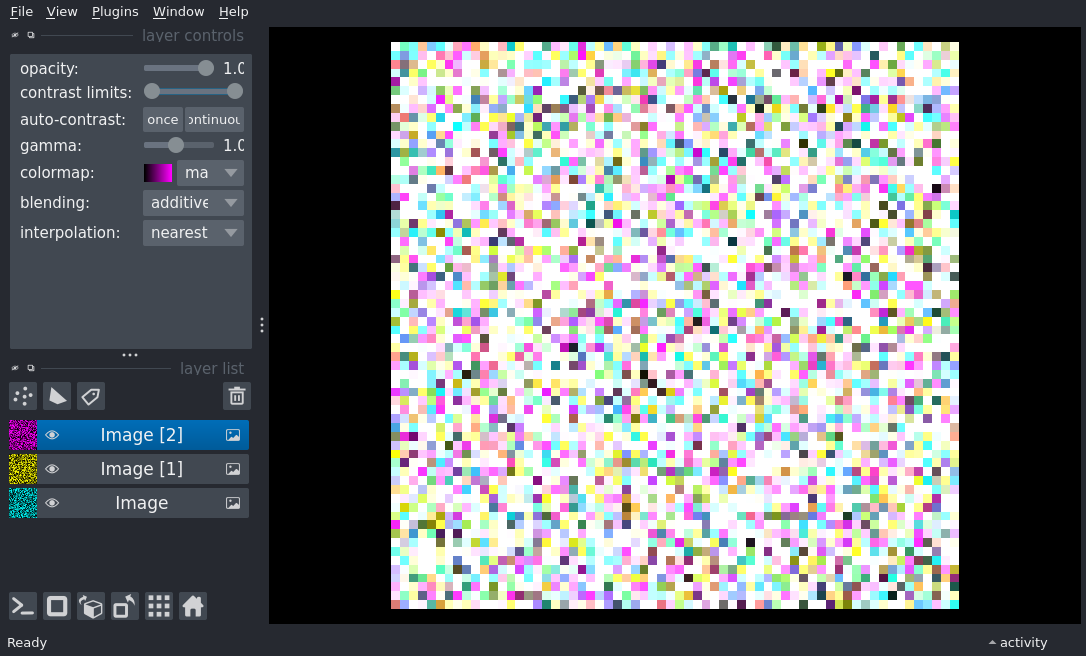 File View Plugins Window Help
layer controls
opacity: 1.0
contrast limits:
auto-contrast: once ontinuou
gamma: 1.0
colormap: ma
blending: additive
interpolation: nearest
layer list
Image [2]
Image [1]
Image
Ready activity